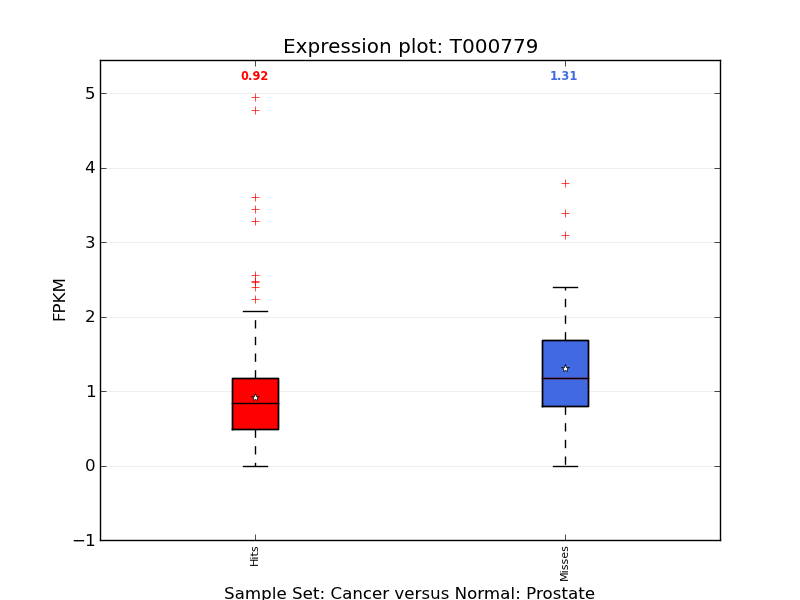 Expression plot: T000779
0.92
1.31
5
4
3
2
1
0
−1
FPKM
Hits
Misses
Sample Set: Cancer versus Normal: Prostate